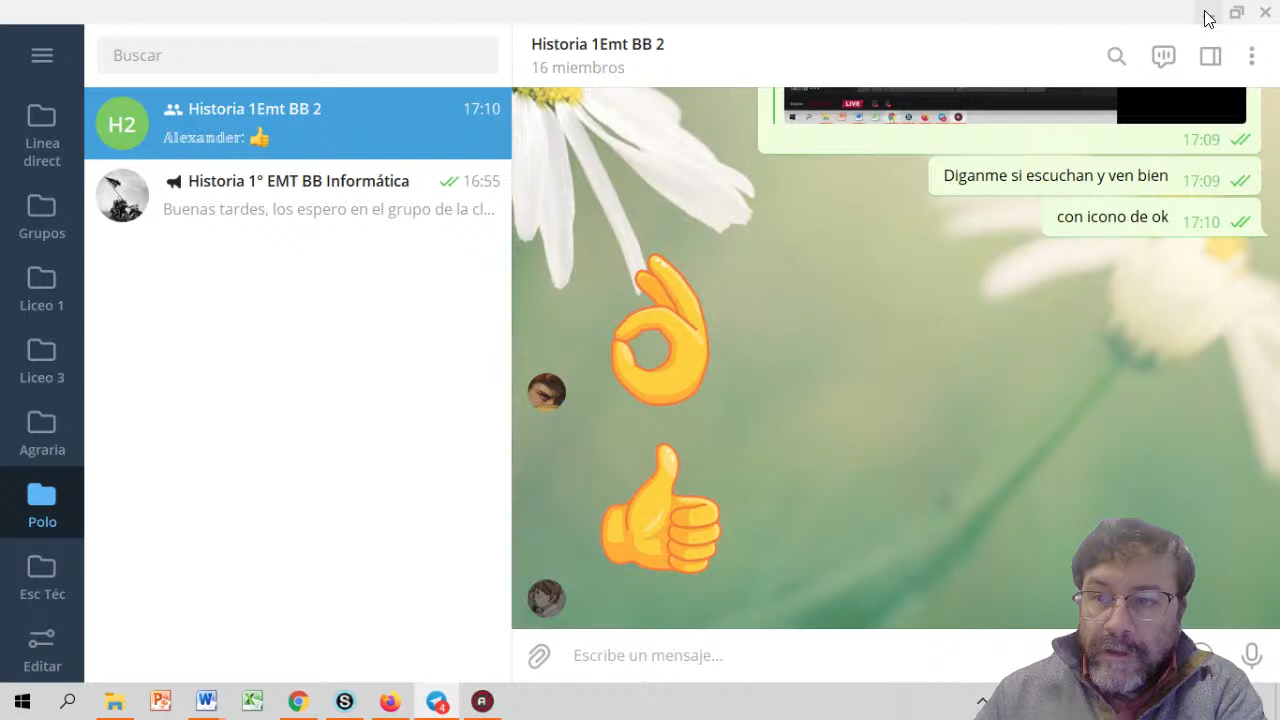 Buscar
Historia 1Emt BB 2
16 miembros
Linea
direct
Grupos
Liceo 1
Liceo 3
Agraria
Polo
Esc Téc
Editar
H2
Historia 1Emt BB 2
17:10
Alexander: 👍
Historia 1° EMT BB Informática
16:55
Buenas tardes, los espero en el grupo de la cl...
LIVE
17:09
Diganme si escuchan y ven bien
17:09
con icono de ok
17:10
Escribe un mensaje...
4